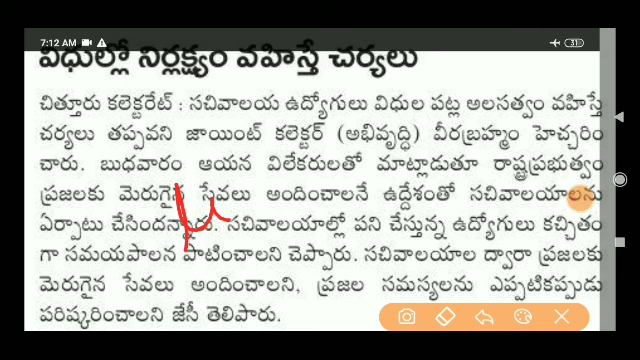 7:12 AM
31
విధుల్లో నిర్లక్ష్యం వహిస్తే చర్యలు
చిత్తూరు కలెక్టరేట్ : సచివాలయ ఉద్యోగులు విధుల పట్ల అలసత్వం వహిస్తే
చర్యలు తప్పవని జాయింట్ కలెక్టర్ (అభివృద్ధి) వీరబ్రహ్మం హెచ్చరిం
చారు. బుధవారం ఆయన విలేకరులతో మాట్లాడుతూ రాష్ట్రప్రభుత్వం
ప్రజలకు మెరుగైన సేవలు అందించాలనే ఉద్దేశంతో సచివాలయాలను
ఏర్పాటు చేసిందన్నారు. సచివాలయాల్లో పని చేస్తున్న ఉద్యోగులు కచ్చితం
గా సమయపాలన పాటించాలని చెప్పారు. సచివాలయాల ద్వారా ప్రజలకు
మెరుగైన సేవలు అందించాలని, ప్రజల సమస్యలను ఎప్పటికప్పుడు
పరిష్కరించాలని జేసీ తెలిపారు.